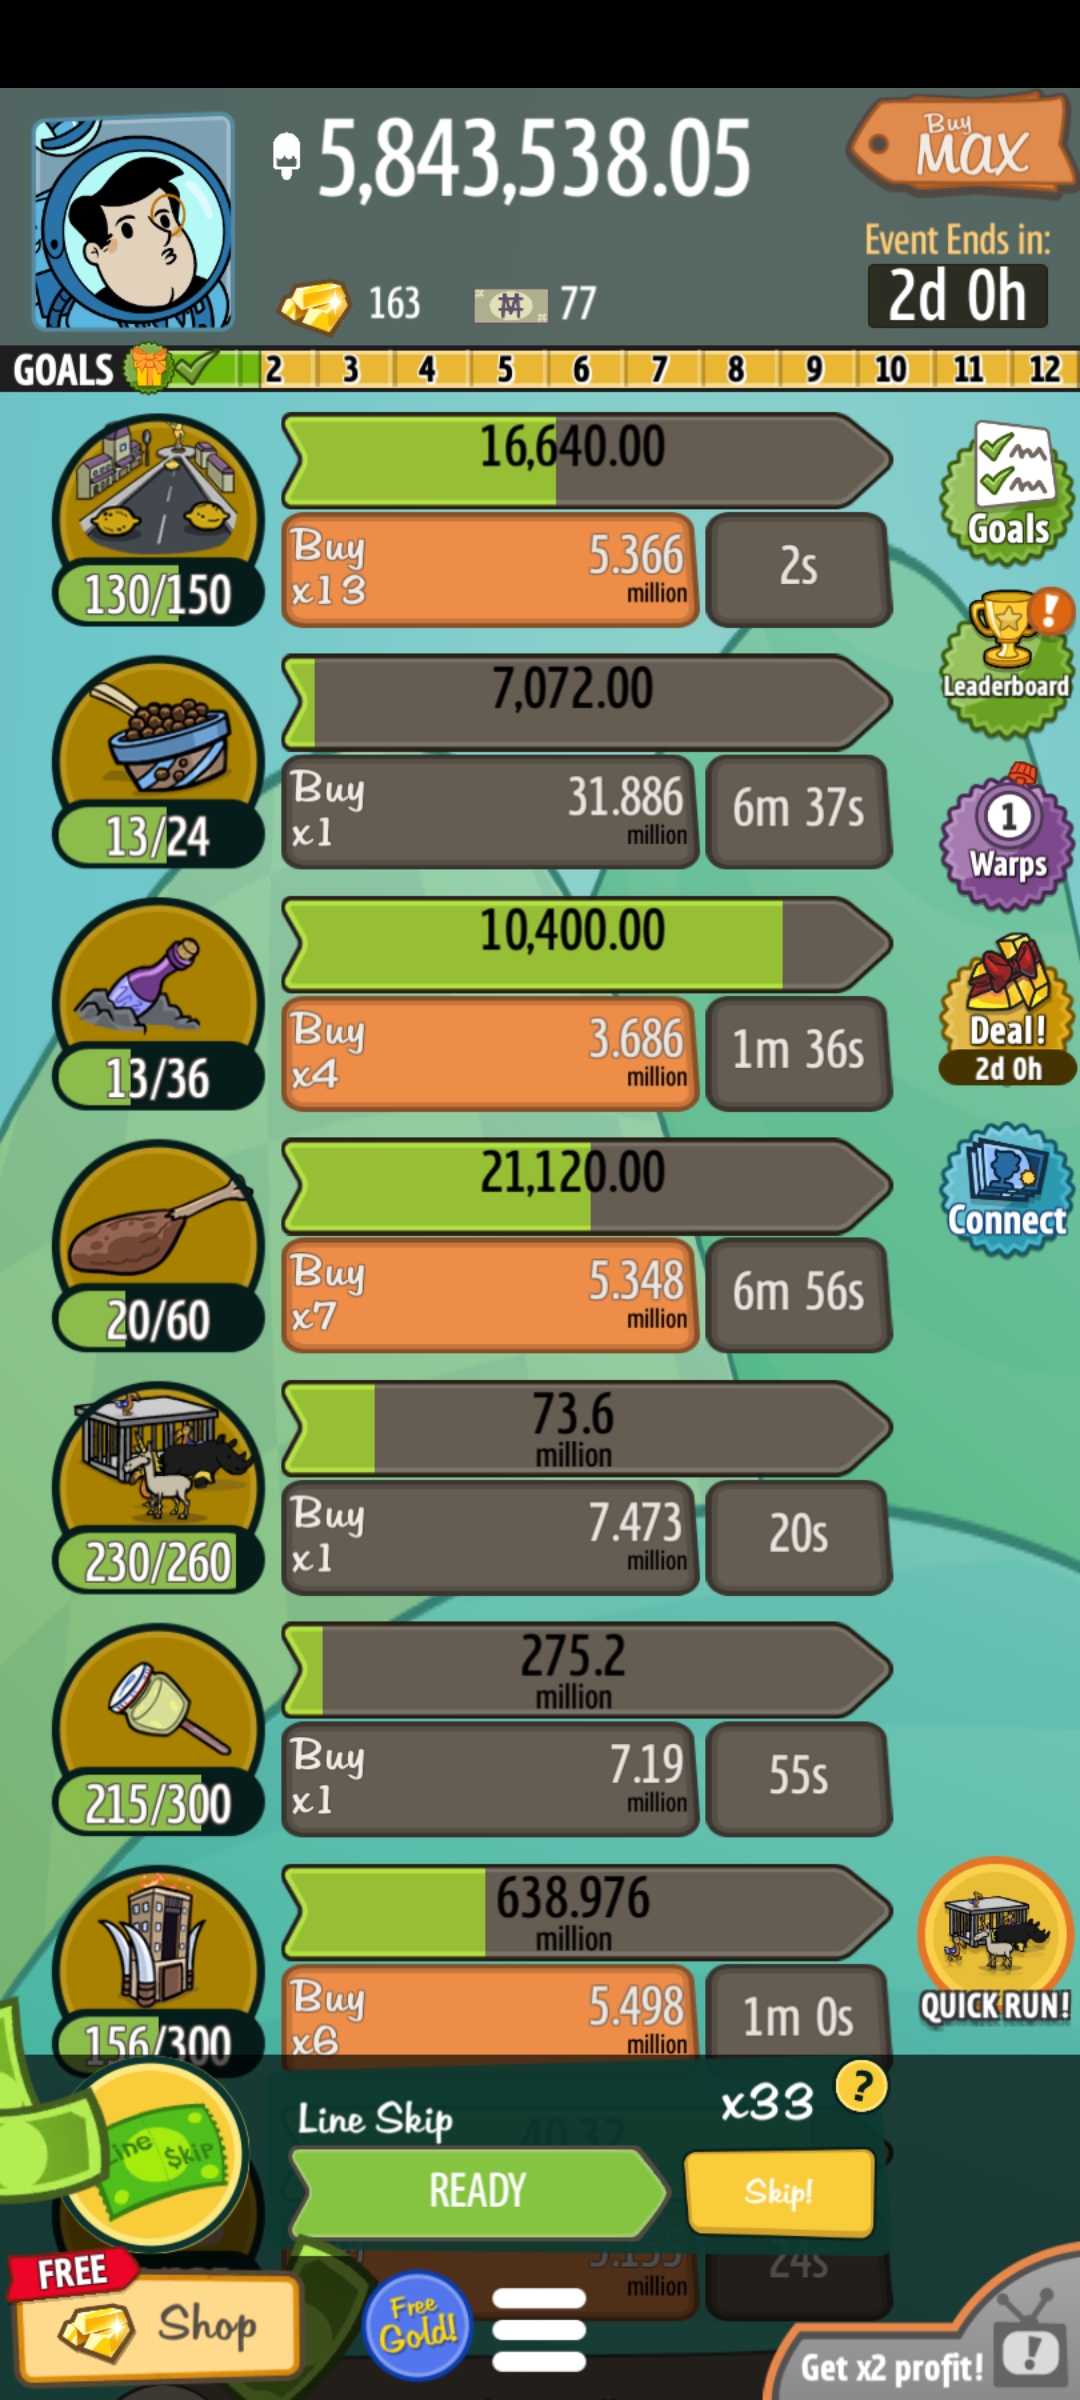 5,843,538.05
Buy
MAX
Event Ends in:
2d 0h
163
77
GOALS 2 3 4 5 6 7 8 9 10 11 12
16,640.00
Buy
x13
5.366
million
2s
130/150
Goals
7,072.00
Buy
x1
31.886
million
6m 37s
13/24
Leaderboard
10,400.00
Buy
x4
3.686
million
1m 36s
13/36
1
Warps
21,120.00
Buy
x7
5.348
million
6m 56s
20/60
Deal!
2d 0h
Connect
73.6
million
Buy
x1
7.473
million
20s
230/260
275.2
million
Buy
x1
7.19
million
55s
215/300
638.976
million
Buy
x6
5.498
million
1m 0s
156/300
QUICK RUN!
Line Skip
x33
?
40.32
Line $kip
READY
Skip!
million
24s
FREE
Shop
Free
Gold!
Get x2 profit!